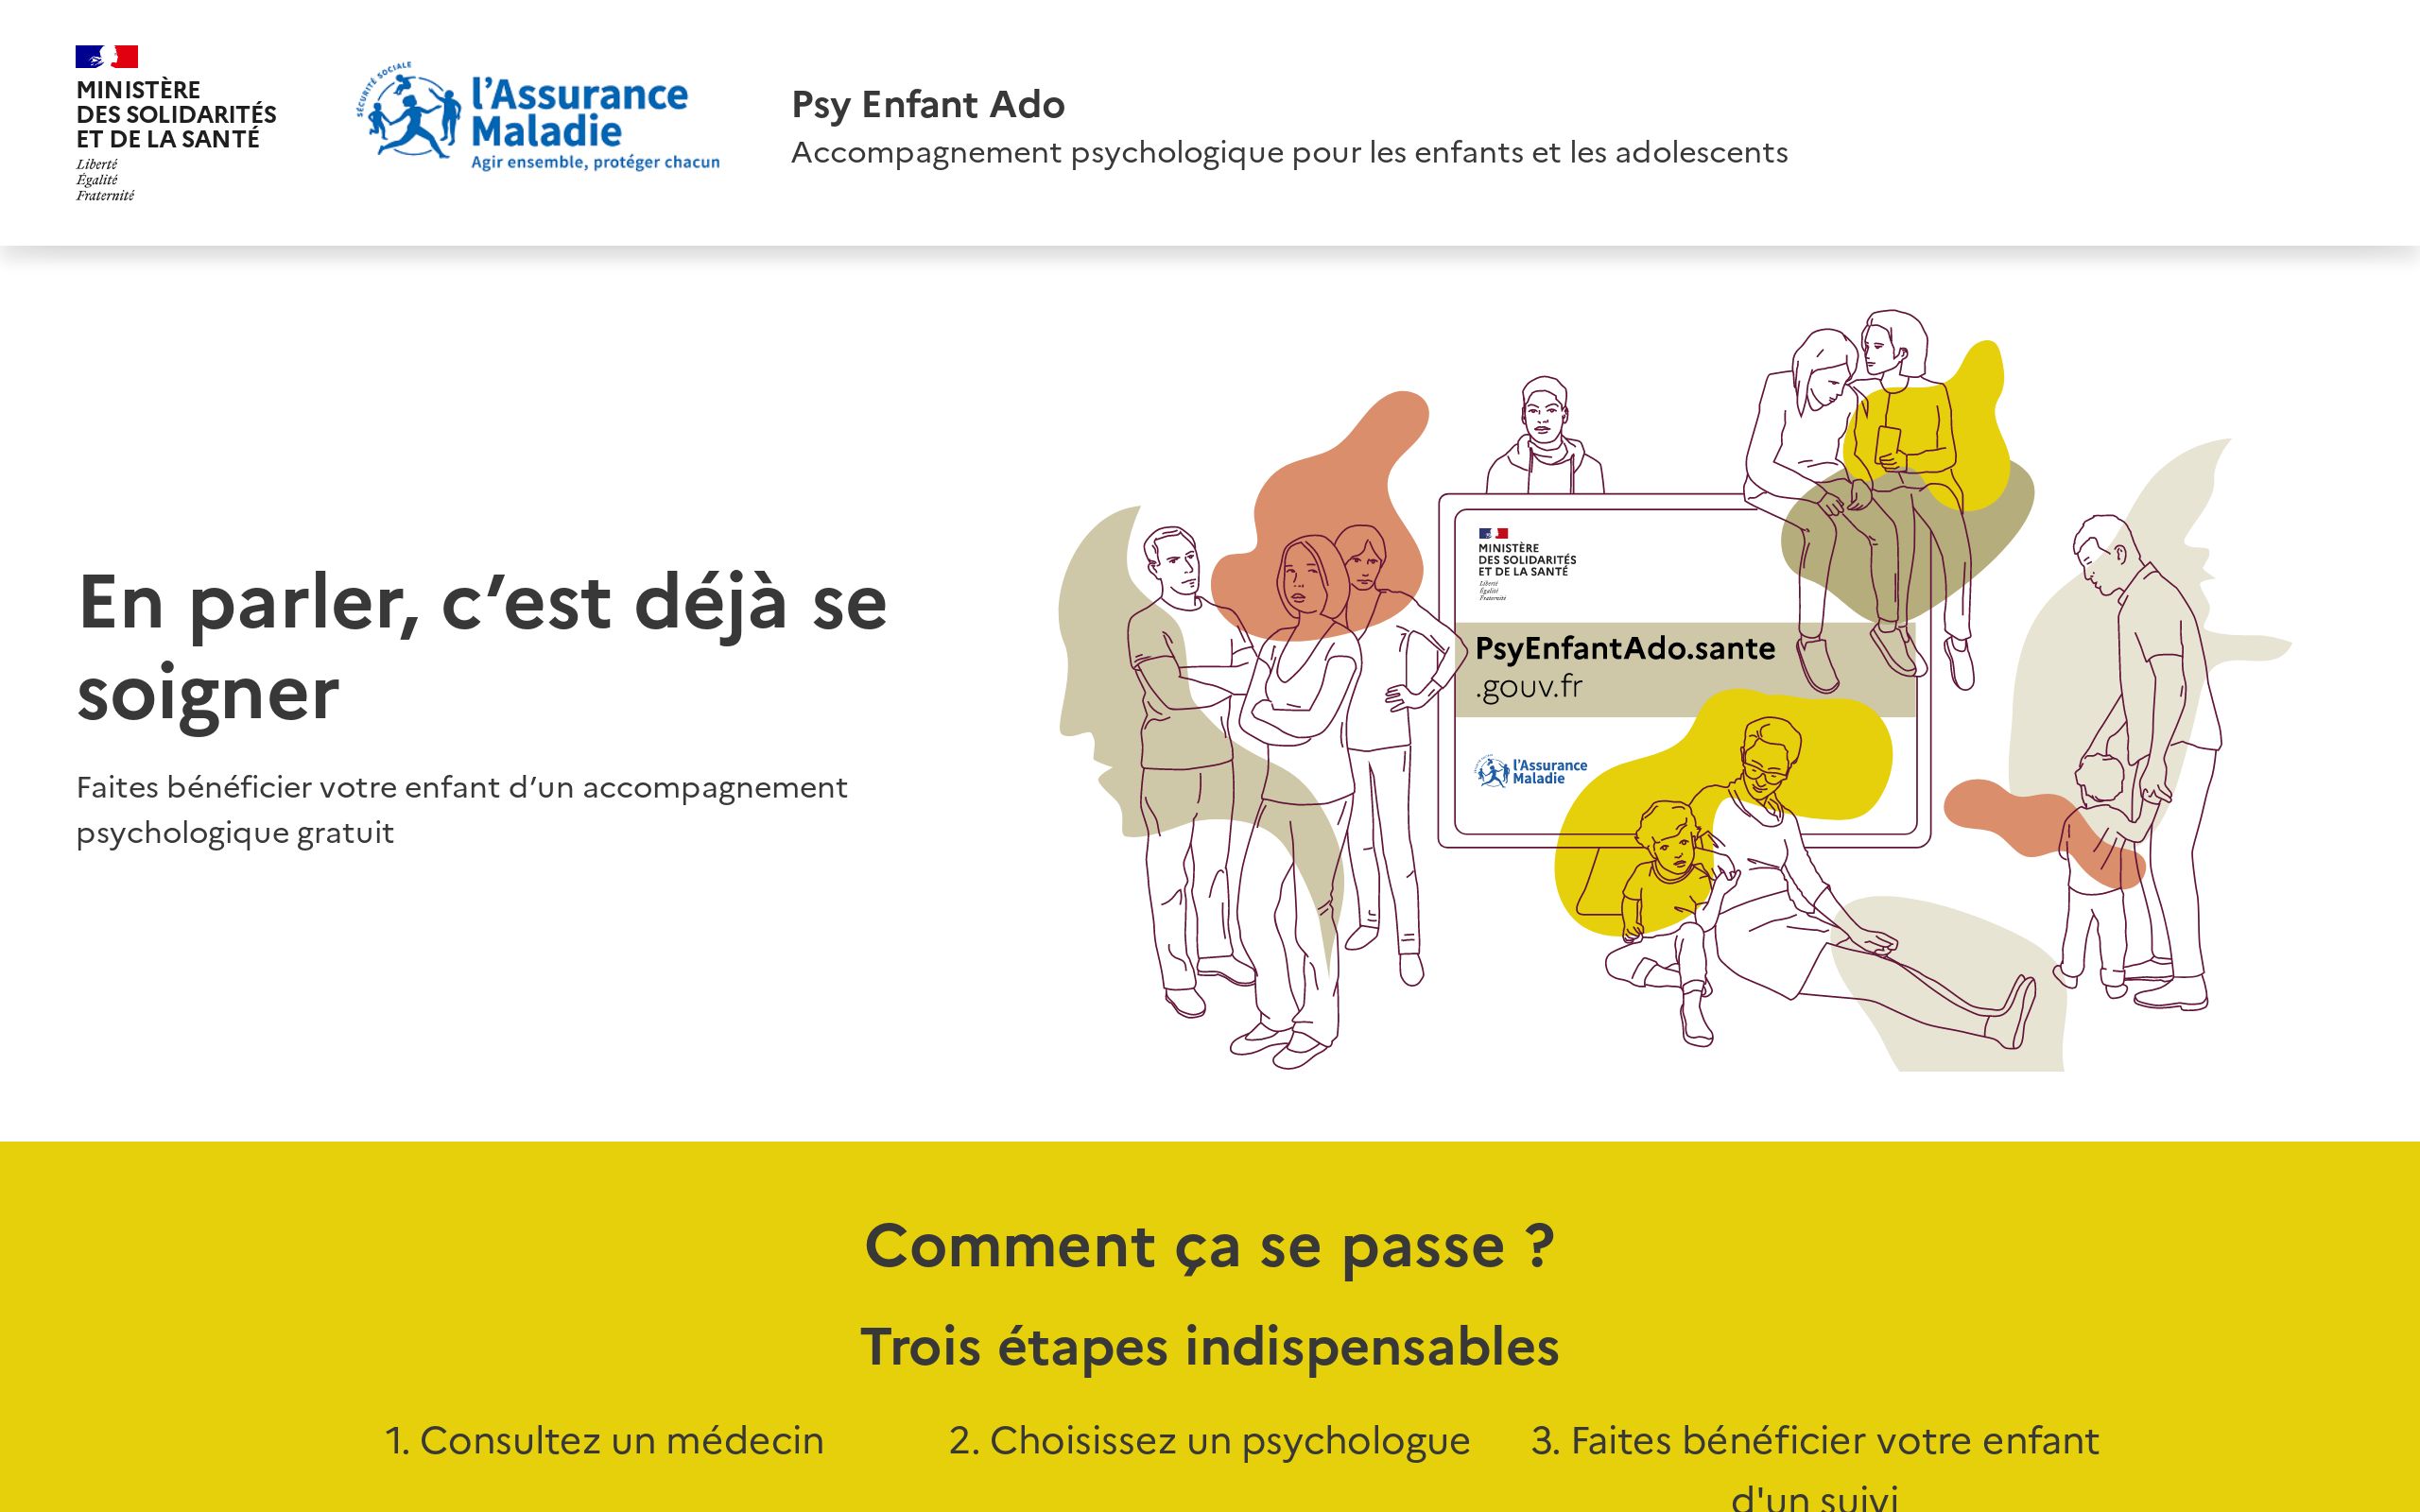 MINISTÈRE
DES SOLIDARITÉS
ET DE LA SANTÉ
Liberté
Égalité
Fraternité
SÉCURITÉ SOCIALE
l'Assurance
Maladie
Agir ensemble, protéger chacun
Psy Enfant Ado
Accompagnement psychologique pour les enfants et les adolescents
En parler, c’est déjà se
soigner
Faites bénéficier votre enfant d’un accompagnement
psychologique gratuit
MINISTÈRE
DES SOLIDARITÉS
ET DE LA SANTÉ
Liberté
Égalité
Fraternité
PsyEnfantAdo.sante
.gouv.fr
l'Assurance
Maladie
Comment ça se passe ?
Trois étapes indispensables
1. Consultez un médecin
2. Choisissez un psychologue
3. Faites bénéficier votre enfant
d'un suivi